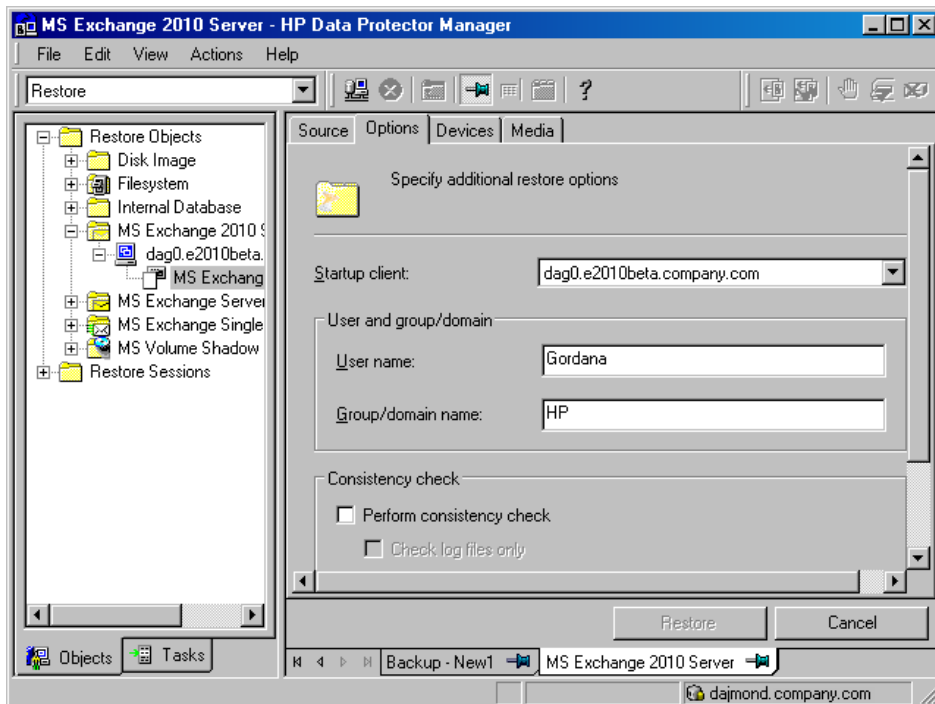 MS Exchange 2010 Server - HP Data Protector Manager
File Edit View Actions Help
Restore
Restore Objects
Disk Image
Filesystem
Internal Database
MS Exchange 2010 S
dag0.e2010beta.
MS Exchang
MS Exchange Server
MS Exchange Single
MS Volume Shadow
Restore Sessions
Objects Tasks
Source Options Devices Media
Specify additional restore options
Startup client: dag0.e2010beta.company.com
User and group/domain
User name: Gordana
Group/domain name: HP
Consistency check
Perform consistency check
Check log files only
Restore Cancel
Backup - New1 MS Exchange 2010 Server
dajmond.company.com